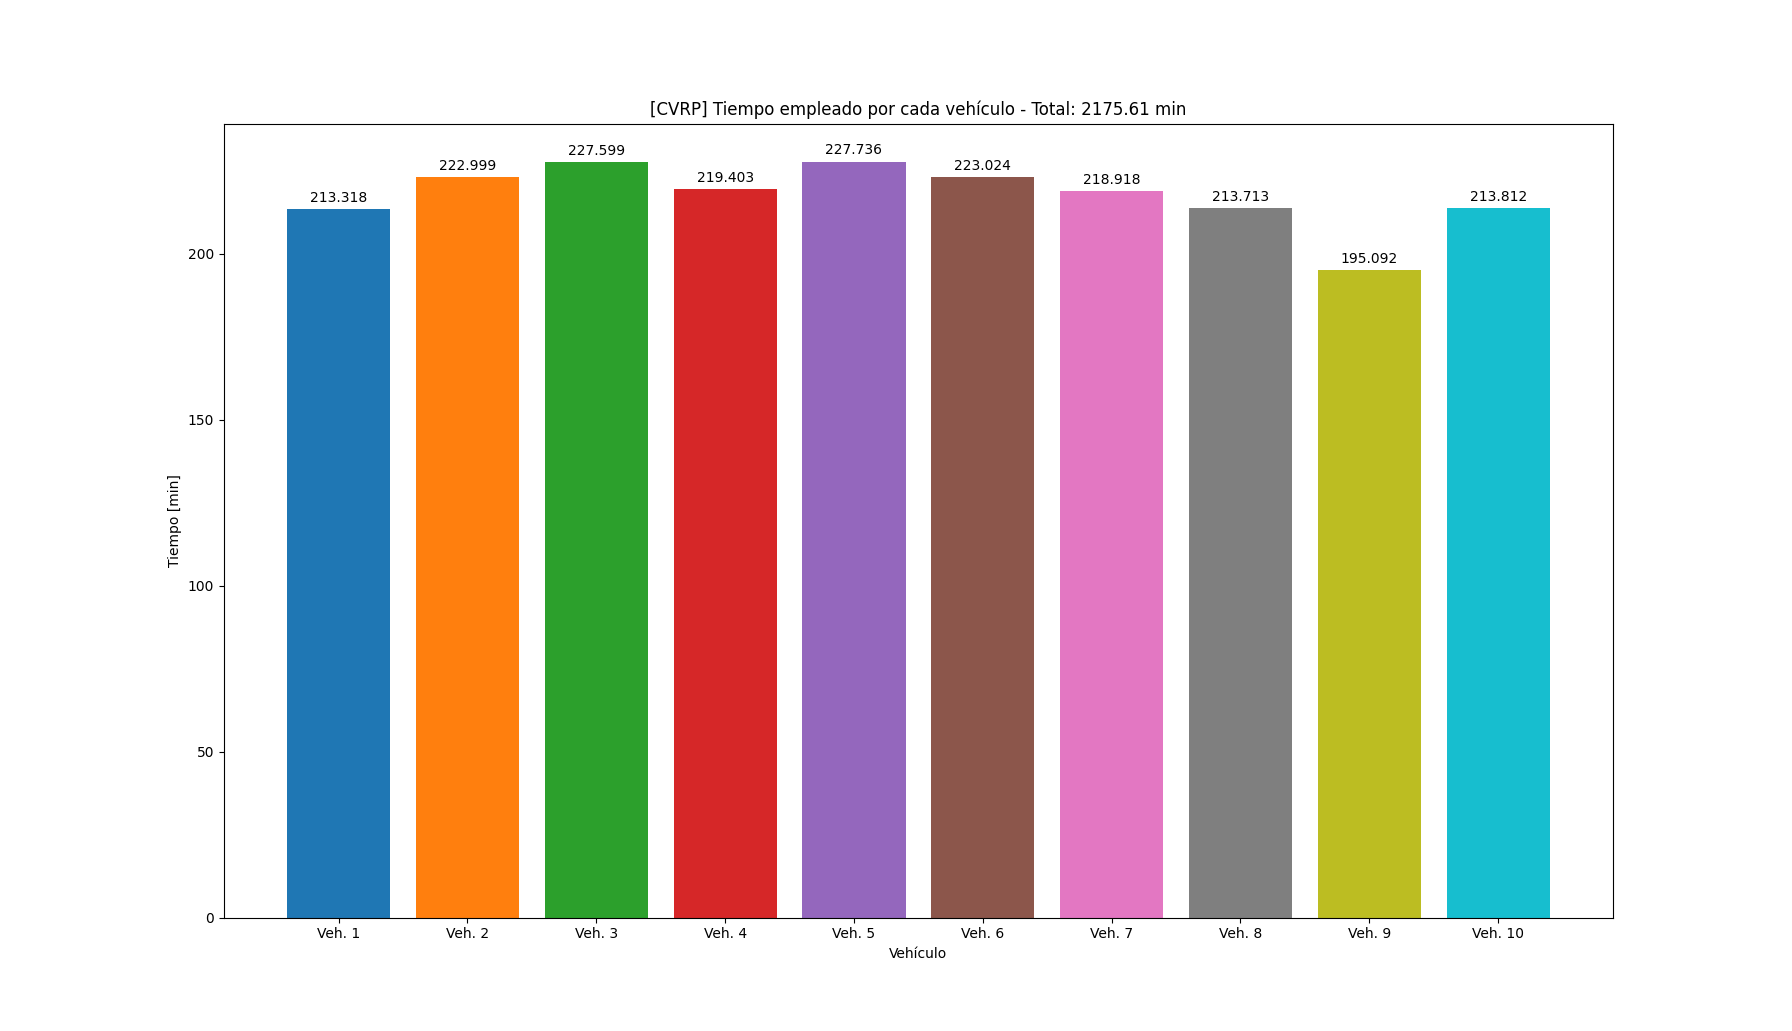 [CVRP] Tiempo empleado por cada vehículo - Total: 2175.61 min
213.318
222.999
227.599
219.403
227.736
223.024
218.918
213.713
195.092
213.812
200
150
100
50
0
Tiempo [min]
Veh. 1
Veh. 2
Veh. 3
Veh. 4
Veh. 5
Veh. 6
Veh. 7
Veh. 8
Veh. 9
Veh. 10
Vehículo